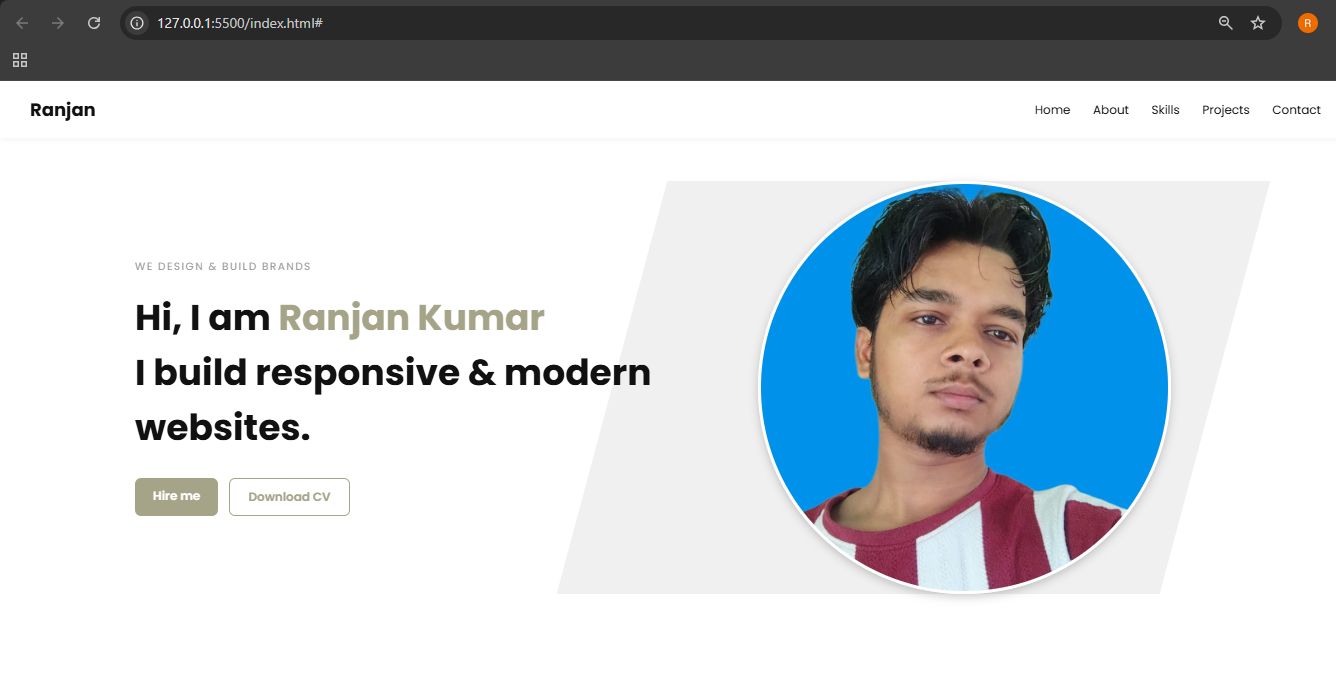 127.0.0.1:5500/index.html#
R
Ranjan
Home About Skills Projects Contact
WE DESIGN & BUILD BRANDS
Hi, I am Ranjan Kumar
I build responsive & modern
websites.
Hire me Download CV